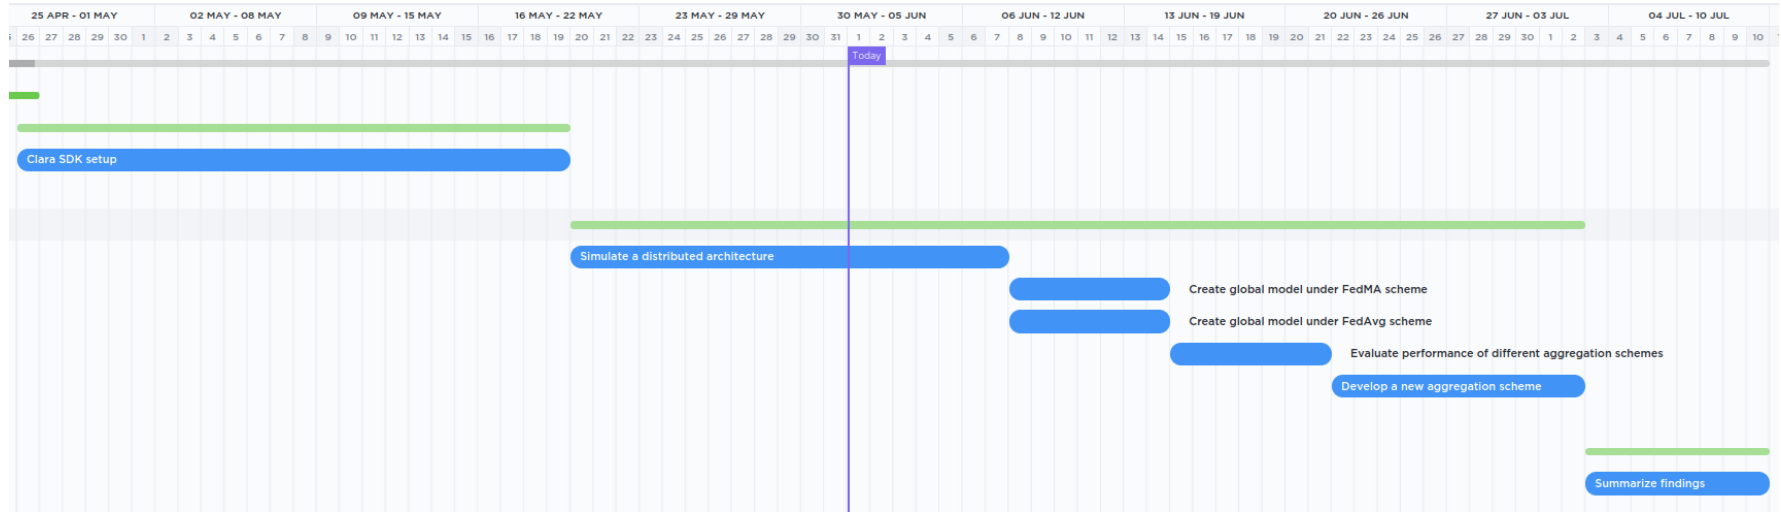 25 APR - 01 MAY 02 MAY - 08 MAY 09 MAY - 15 MAY 16 MAY - 22 MAY 23 MAY - 29 MAY 30 MAY - 05 JUN 06 JUN - 12 JUN 13 JUN - 19 JUN 20 JUN - 26 JUN 27 JUN - 03 JUL 04 JUL - 10 JUL
26 27 28 29 30 1 2 3 4 5 6 7 8 9 10 11 12 13 14 15 16 17 18 19 20 21 22 23 24 25 26 27 28 29 30 31 1 2 3 4 5 6 7 8 9 10 11 12 13 14 15 16 17 18 19 20 21 22 23 24 25 26 27 28 29 30 1 2 3 4 5 6 7 8 9 10
Today
Clara SDK setup
Simulate a distributed architecture
Create global model under FedMA scheme
Create global model under FedAvg scheme
Evaluate performance of different aggregation schemes
Develop a new aggregation scheme
Summarize findings